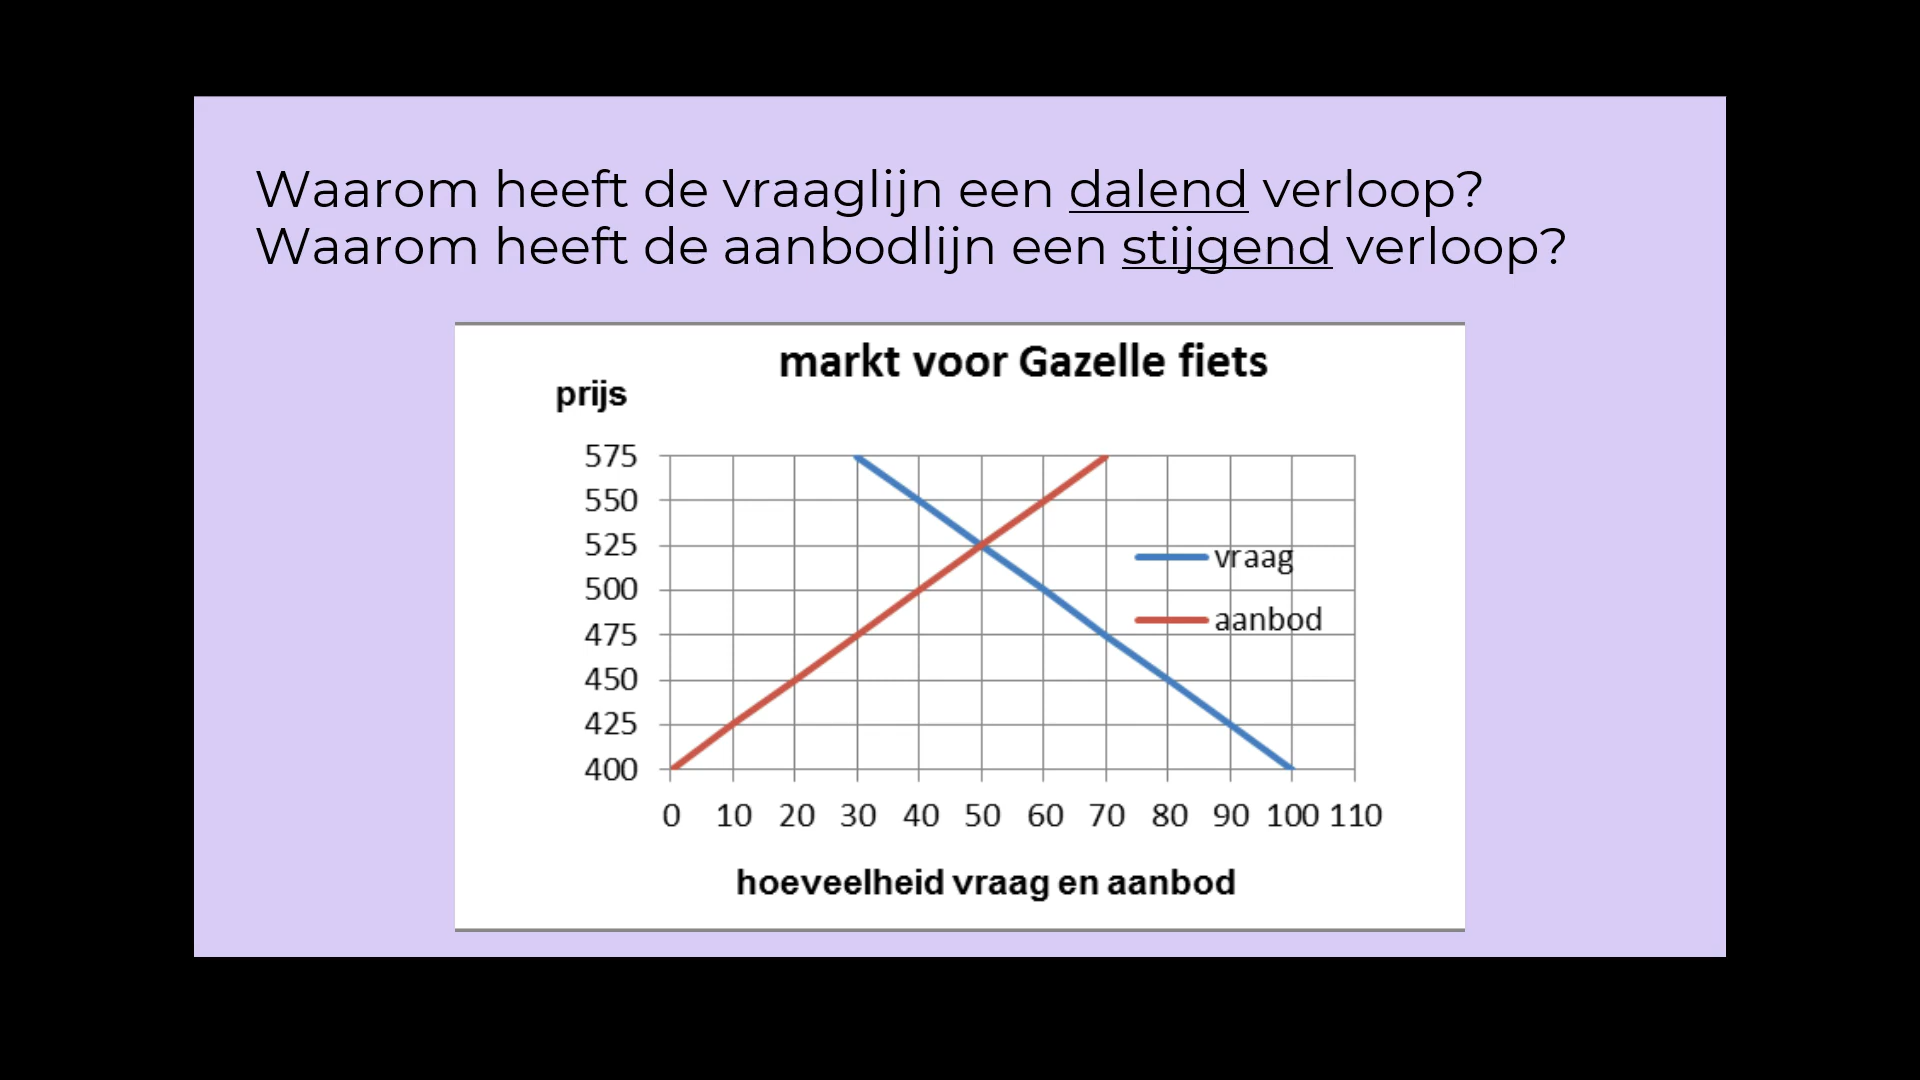 Waarom heeft de vraaglijn een dalend verloop?
Waarom heeft de aanbodlijn een stijgend verloop?
markt voor Gazelle fiets
prijs
575
550
525
500
475
450
425
400
vraag
aanbod
0 10 20 30 40 50 60 70 80 90 100 110
hoeveelheid vraag en aanbod